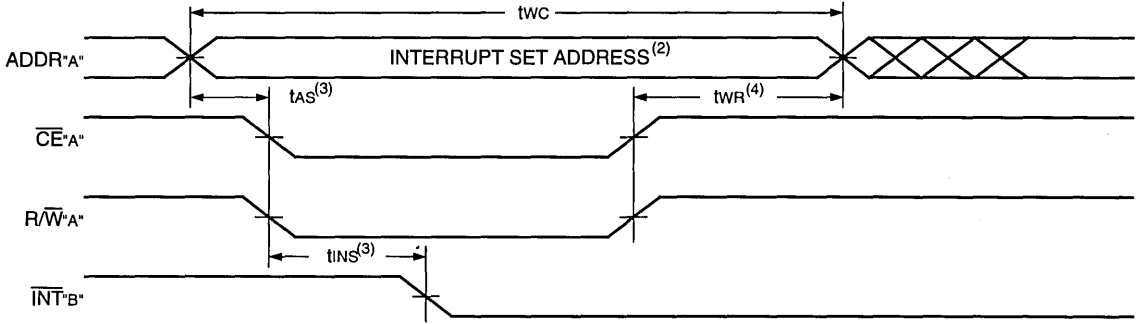 tWC
ADDR"A" INTERRUPT SET ADDRESS(2)
tAS(3) tWR(4)
CE"A"
R/W"A"
tINS(3)
INT"B"